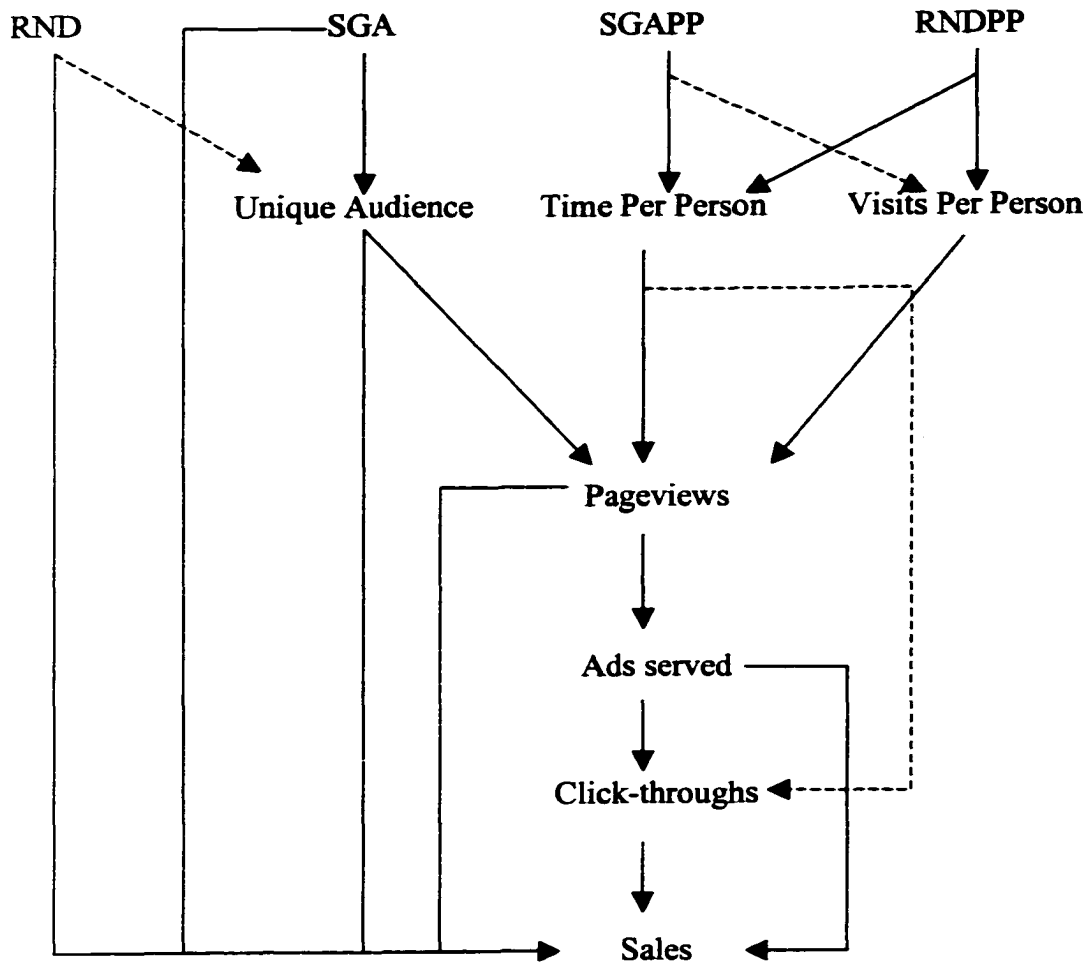 RND SGA SGAPP RNDPP
Unique Audience Time Per Person Visits Per Person
Pageviews
Ads served
Click-throughs
Sales